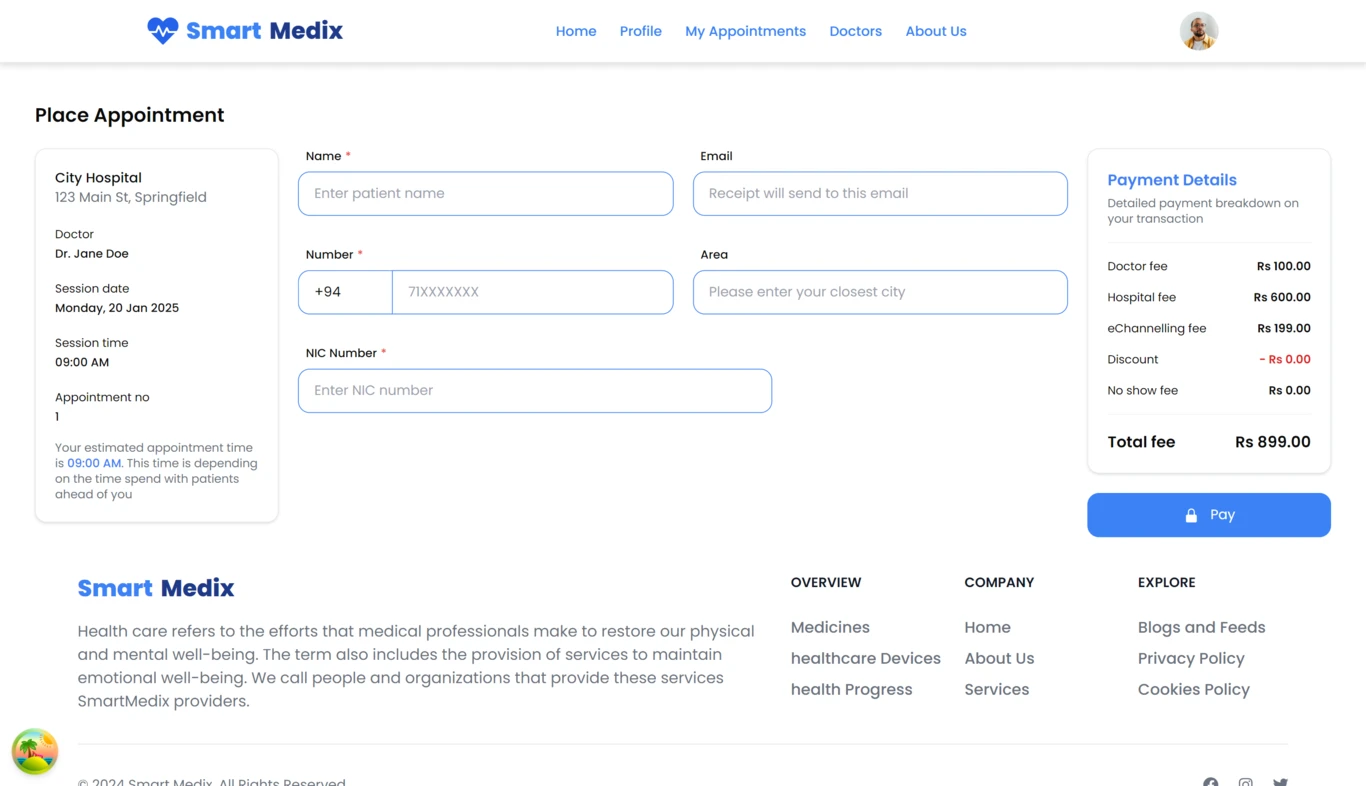 Smart Medix
Home
Profile
My Appointments
Doctors
About Us
Place Appointment
City Hospital
123 Main St, Springfield
Doctor
Dr. Jane Doe
Session date
Monday, 20 Jan 2025
Session time
09:00 AM
Appointment no
1
Your estimated appointment time
is 09:00 AM. This time is depending
on the time spend with patients
ahead of you
Name *
Enter patient name
Email
Receipt will send to this email
Number *
+94
71XXXXXXX
Area
Please enter your closest city
NIC Number *
Enter NIC number
Payment Details
Detailed payment breakdown on
your transaction
Doctor fee Rs 100.00
Hospital fee Rs 600.00
eChannelling fee Rs 199.00
Discount - Rs 0.00
No show fee Rs 0.00
Total fee Rs 899.00
Pay
Smart Medix
Health care refers to the efforts that medical professionals make to restore our physical
and mental well-being. The term also includes the provision of services to maintain
emotional well-being. We call people and organizations that provide these services
SmartMedix providers.
OVERVIEW
Medicines
healthcare Devices
health Progress
COMPANY
Home
About Us
Services
EXPLORE
Blogs and Feeds
Privacy Policy
Cookies Policy
© 2024 Smart Medix. All Rights Reserved